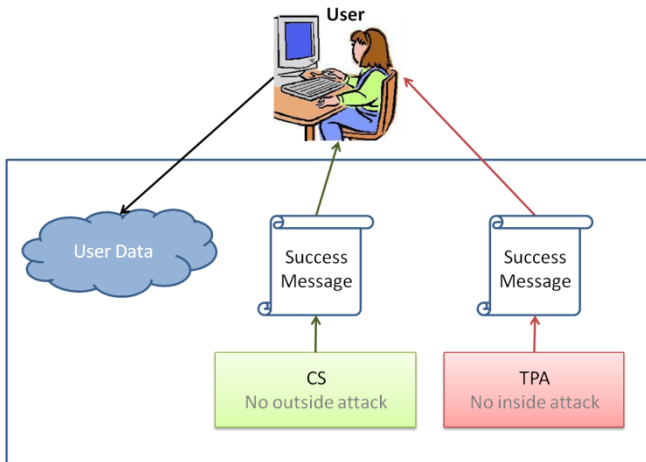 User
User Data
Success
Message
Success
Message
CS
No outside attack
TPA
No inside attack